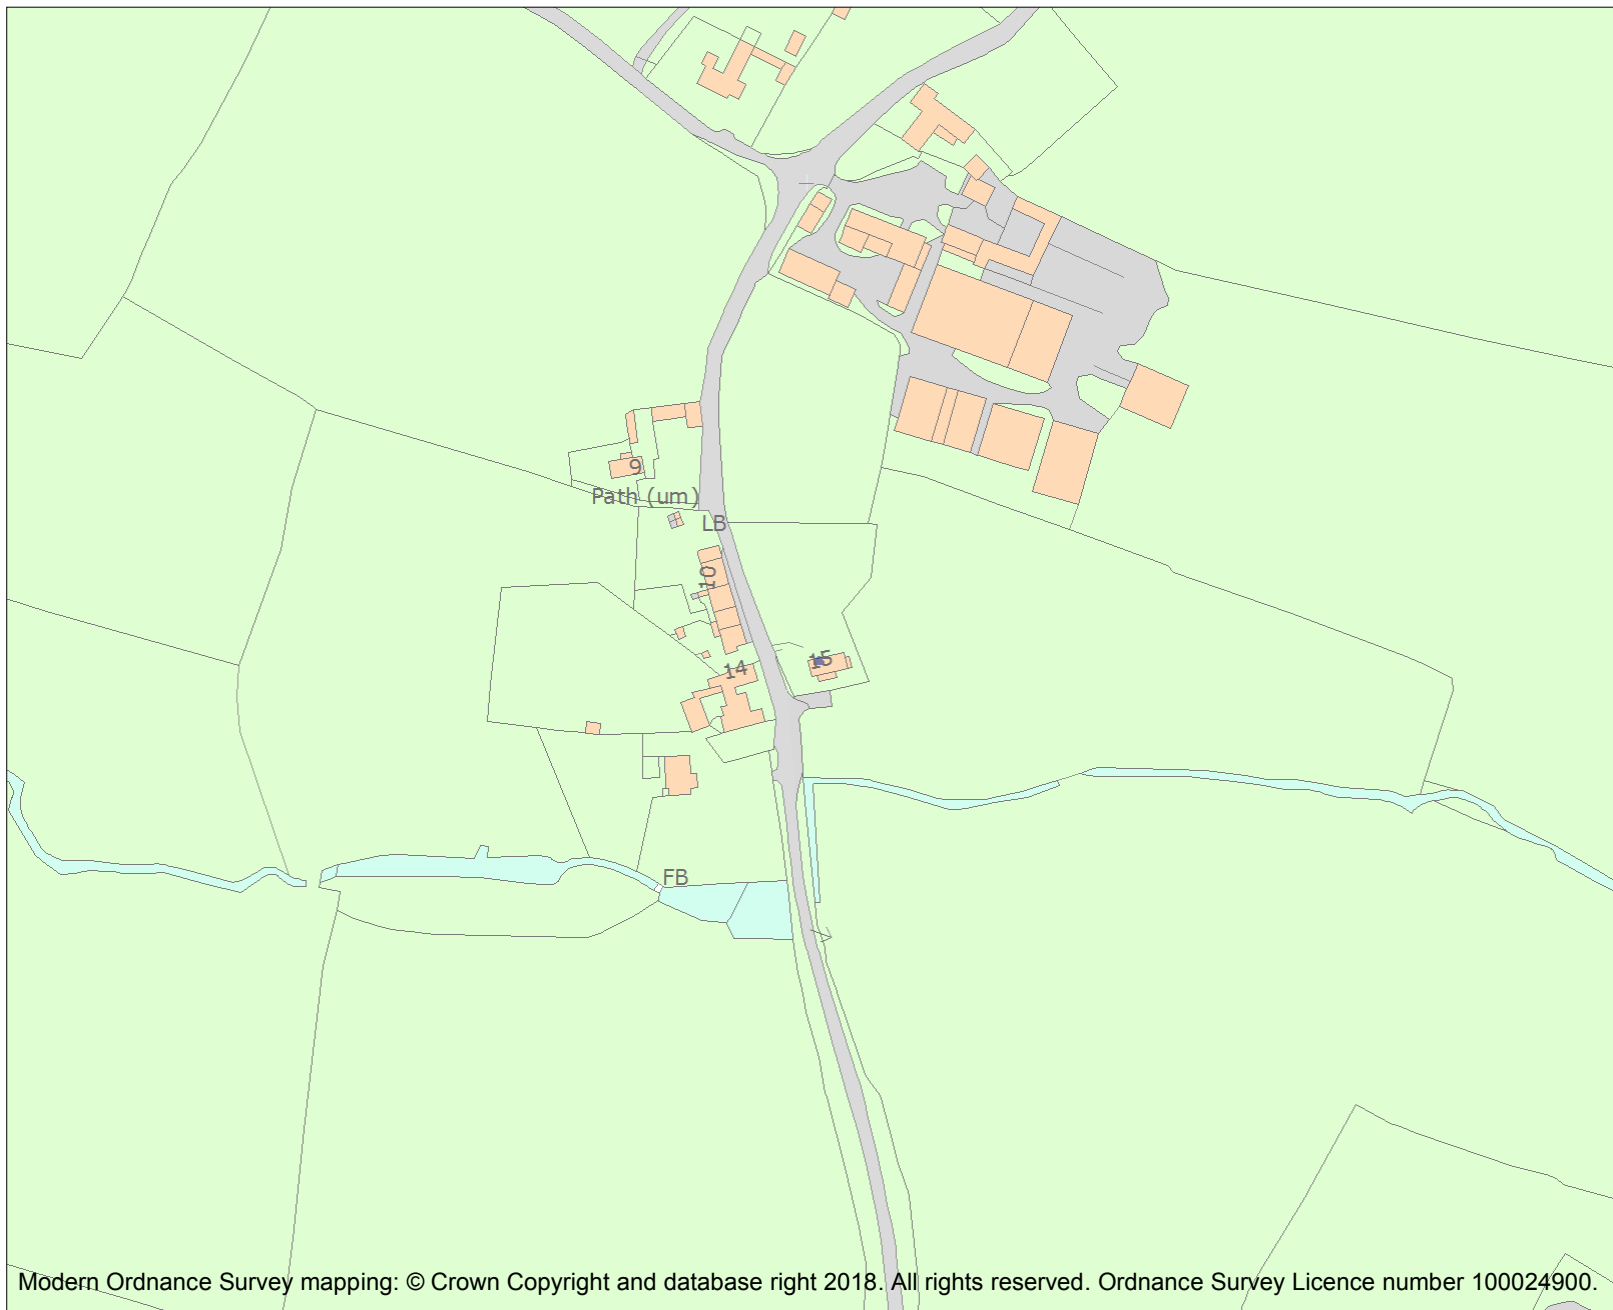 9
Path (um)
LB
10
15
14
FB
Modern Ordnance Survey mapping: © Crown Copyright and database right 2018. All rights reserved. Ordnance Survey Licence number 100024900.